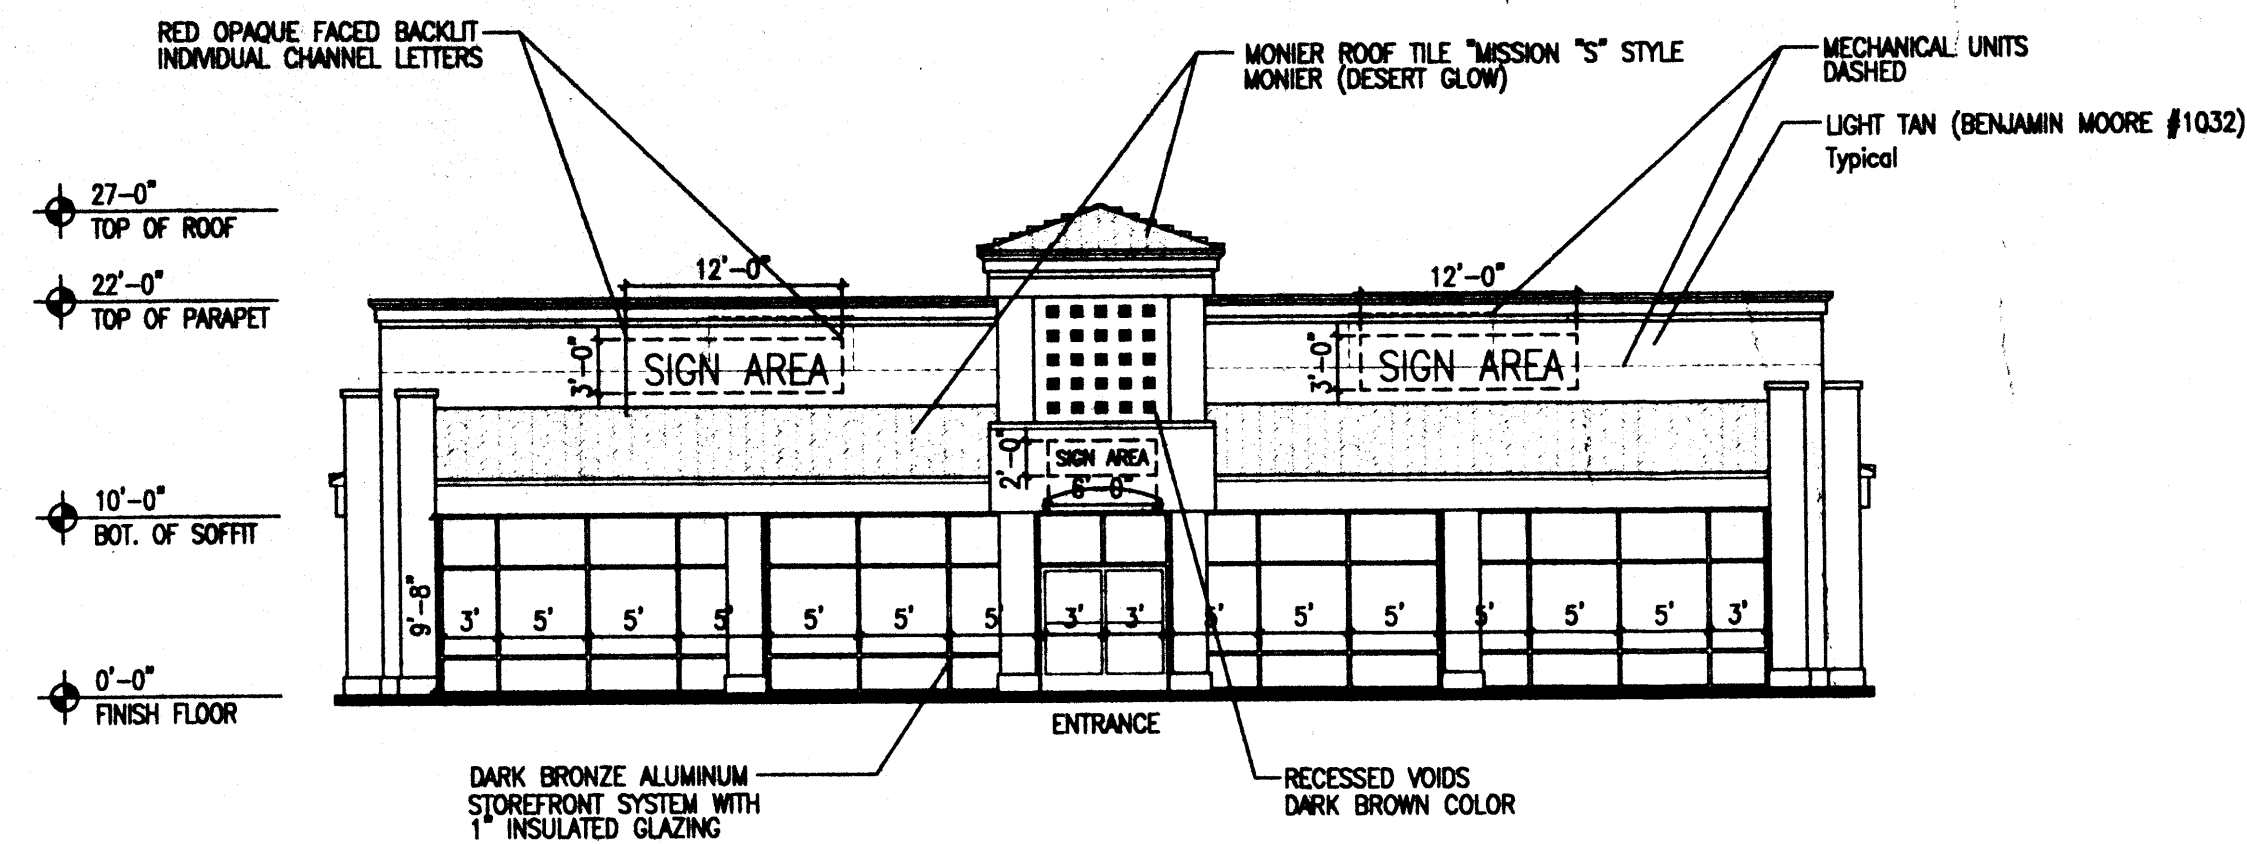 RED OPAQUE FACED BACKLIT
INDIVIDUAL CHANNEL LETTERS
MONIER ROOF TILE "MISSION "S" STYLE
MONIER (DESERT GLOW)
MECHANICAL UNITS
DASHED
LIGHT TAN (BENJAMIN MOORE #1032)
Typical
27-0"
TOP OF ROOF
22'-0"
TOP OF PARAPET
12'-0"
12'-0"
3'-0"
SIGN AREA
3'-0"
SIGN AREA
2'-0"
SIGN AREA
6'-0"
10'-0"
BOT. OF SOFFIT
9'-8"
3' 5' 5' 5' 5' 5' 5' 3' 3' 5' 5' 5' 5' 5' 5' 3'
0'-0"
FINISH FLOOR
ENTRANCE
DARK BRONZE ALUMINUM
STOREFRONT SYSTEM WITH
1" INSULATED GLAZING
RECESSED VOIDS
DARK BROWN COLOR